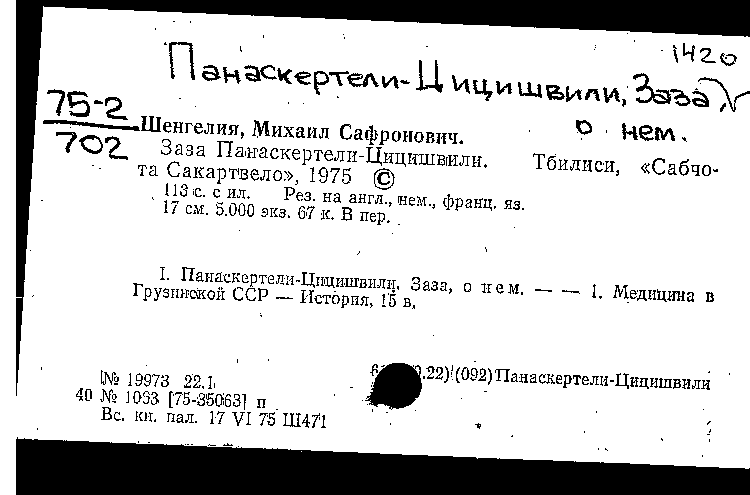 1420
Панаскертели-Цицишвили, Заза
о нем.
75-2
702
Шенгелия, Михаил Сафронович.
Заза Панаскертели-Цицишвили. Тбилиси, «Сабчо-
та Сакартвело», 1975 ©
113 с. с ил. Рез. на англ., нем., франц. яз.
17 см. 5.000 экз. 67 к. В пер.
I. Панаскертели-Цицишвили. Заза, о нем. — — 1. Медицина в
Грузинской ССР — История, 15 в.
.22) (092) Панаскертели-Цицишвили
№ 19973 22.1
40 № 1063 [75-35063] п
Вс. кн. пал. 17 VI 75 Ш471